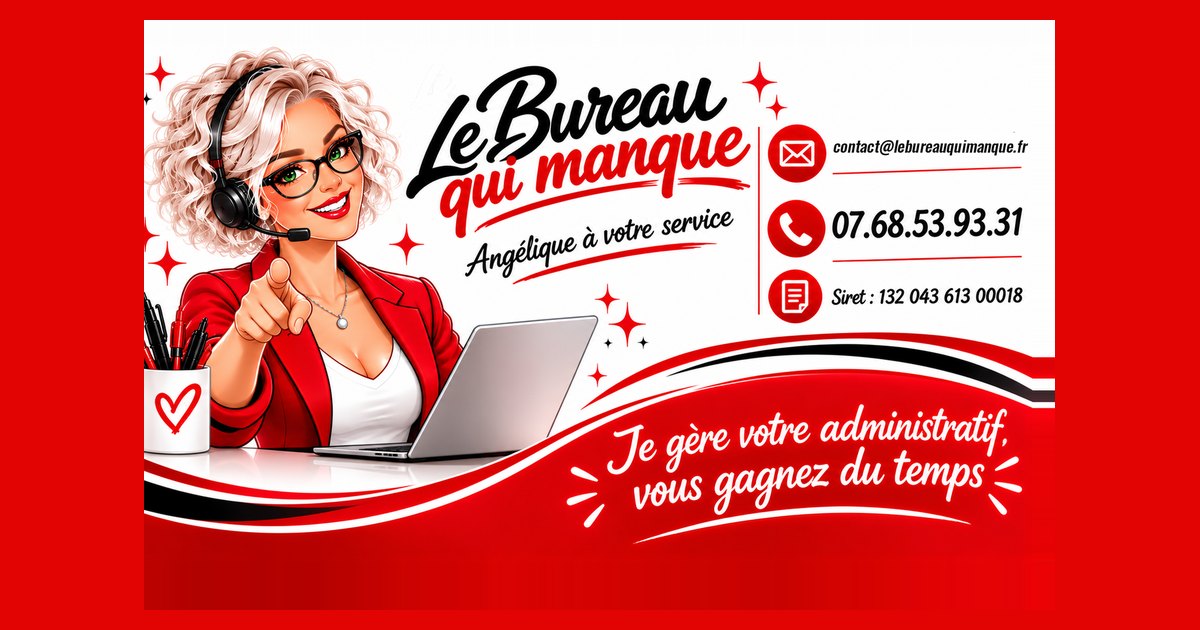 Le Bureau
qui manque
Angélique à votre service
contact@lebureauquimanque.fr
07.68.53.93.31
Siret : 132 043 613 00018
Je gère votre administratif,
vous gagnez du temps